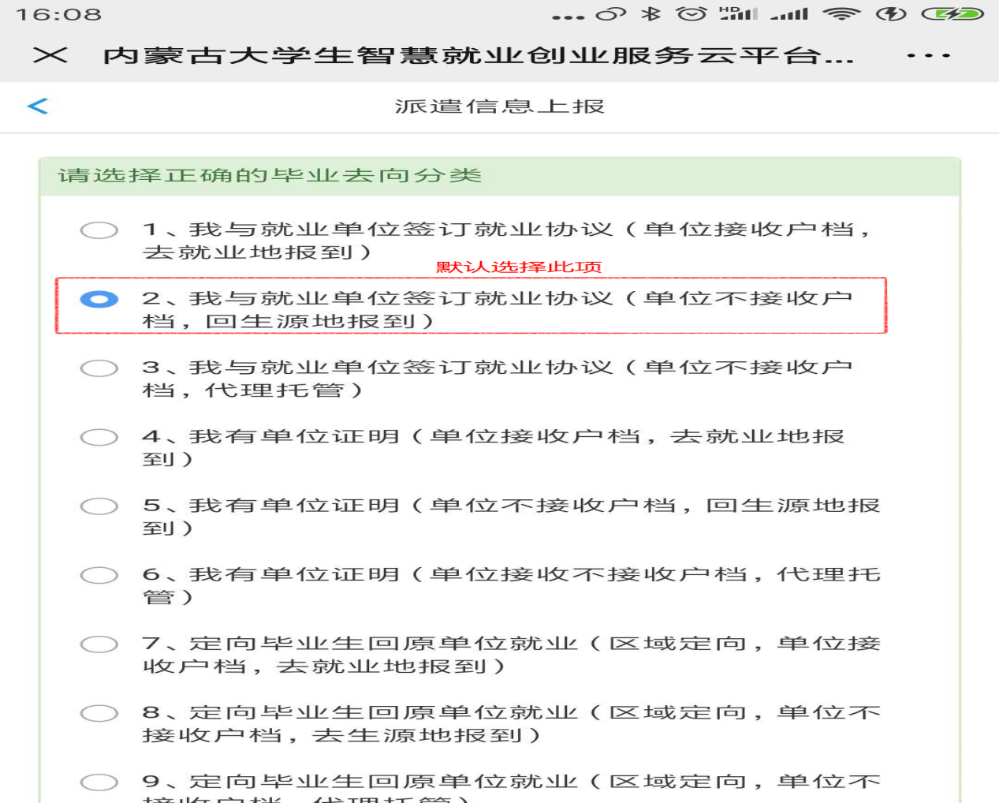 16:08
HD
内蒙古大学生智慧就业创业服务云平台...
派遣信息上报
请选择正确的毕业去向分类
1、我与就业单位签订就业协议（单位接收户档，
去就业地报到）
默认选择此项
2、我与就业单位签订就业协议（单位不接收户
档，回生源地报到）
3、我与就业单位签订就业协议（单位不接收户
档，代理托管）
4、我有单位证明（单位接收户档，去就业地报
到）
5、我有单位证明（单位不接收户档，回生源地报
到）
6、我有单位证明（单位接收不接收户档，代理托
管）
7、定向毕业生回原单位就业（区域定向，单位接
收户档，去就业地报到）
8、定向毕业生回原单位就业（区域定向，单位不
接收户档，去生源地报到）
9、定向毕业生回原单位就业（区域定向，单位不
接收户档，代理托管）